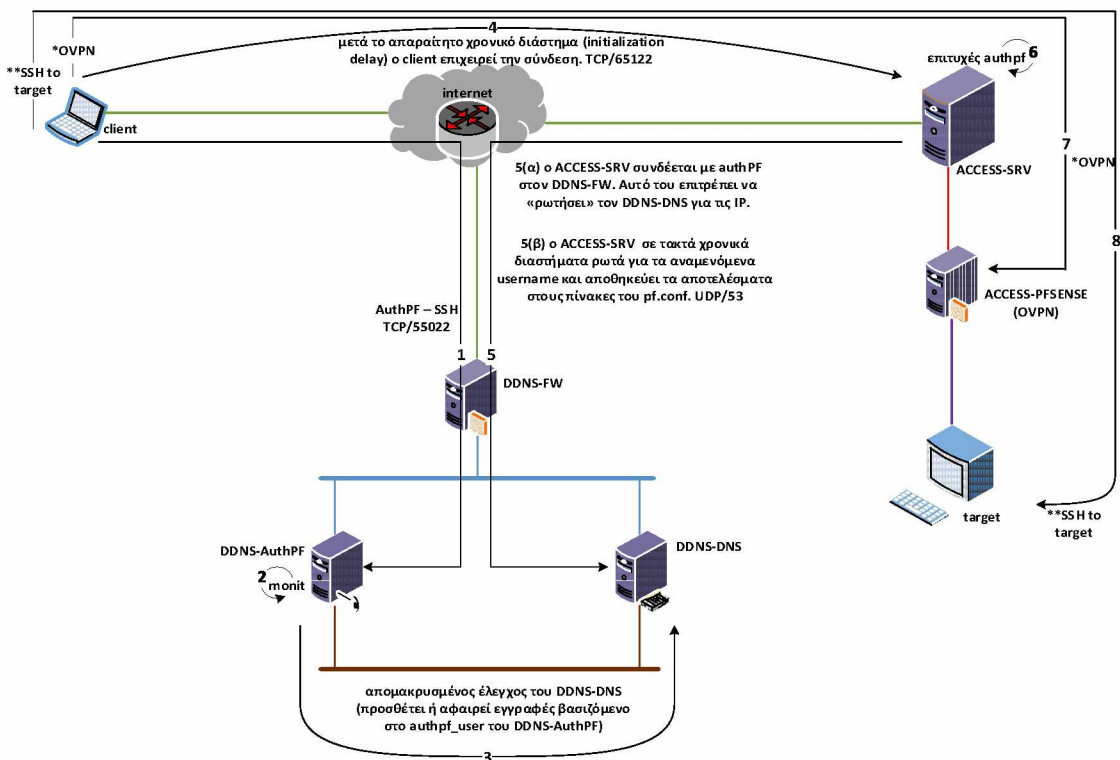 4
μετά το απαραίτητο χρονικό διάστημα (initialization
delay) ο client επιχειρεί την σύνδεση. TCP/65122
*OVPN
**SSH to
target
client
internet
επιτυχές authpf 6
ACCESS-SRV
7
*OVPN
8
5(α) ο ACCESS-SRV συνδέεται με authPF
στον DDNS-FW. Αυτό του επιτρέπει να
«ρωτήσει» τον DDNS-DNS για τις IP.
5(β) ο ACCESS-SRV σε τακτά χρονικά
διαστήματα ρωτά για τα αναμενόμενα
username και αποθηκεύει τα αποτελέσματα
στους πίνακες του pf.conf. UDP/53
ACCESS-PFSENSE
(OVPN)
AuthPF – SSH
TCP/55022
1
5
DDNS-FW
target
**SSH to
target
DDNS-AuthPF
2 monit
DDNS-DNS
απομακρυσμένος έλεγχος του DDNS-DNS
(προσθέτει ή αφαιρεί εγγραφές βασιζόμενο
στο authpf_user του DDNS-AuthPF)
3